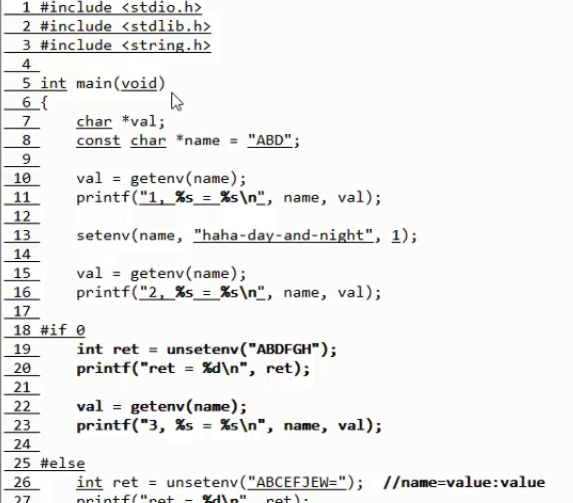 1 #include <stdio.h>
2 #include <stdlib.h>
3 #include <string.h>
4
5 int main(void)
6 {
7     char *val;
8     const char *name = "ABD";
9
10     val = getenv(name);
11     printf("1, %s = %s\n", name, val);
12
13     setenv(name, "haha-day-and-night", 1);
14
15     val = getenv(name);
16     printf("2, %s = %s\n", name, val);
17
18 #if 0
19     int ret = unsetenv("ABDFGH");
20     printf("ret = %d\n", ret);
21
22     val = getenv(name);
23     printf("3, %s = %s\n", name, val);
24
25 #else
26     int ret = unsetenv("ABCEFJEW=");  //name=value:value
27     printf("ret = %d\n", ret);